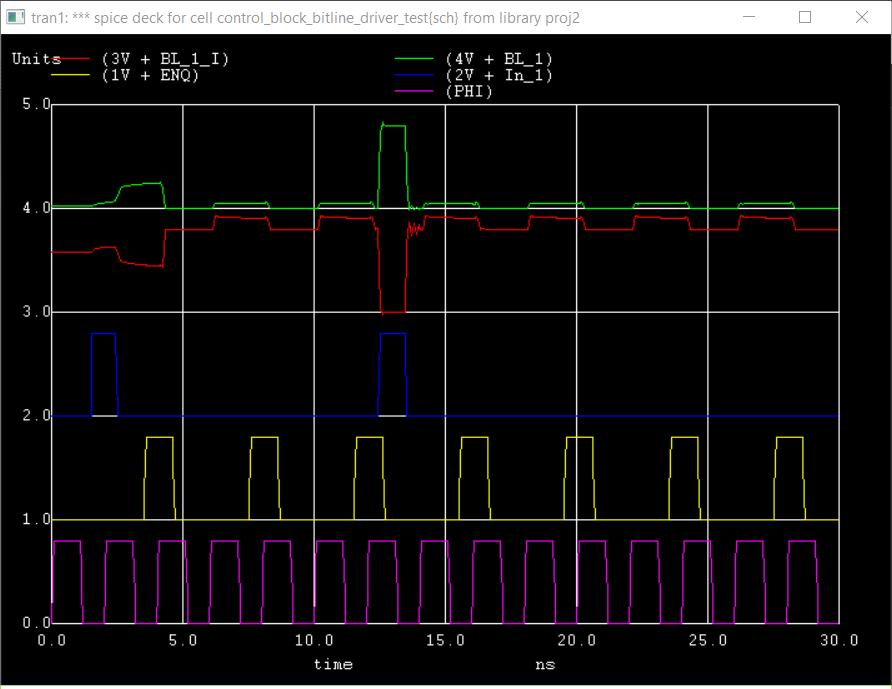 tran1: *** spice deck for cell control_block_bitline_driver_test{sch} from library proj2
Units (3V + BL_1_I) (4V + BL_1)
(1V + ENQ) (2V + In_1)
(PHI)
5.0
4.0
3.0
2.0
1.0
0.0
0.0 5.0 10.0 15.0 20.0 25.0 30.0
time ns